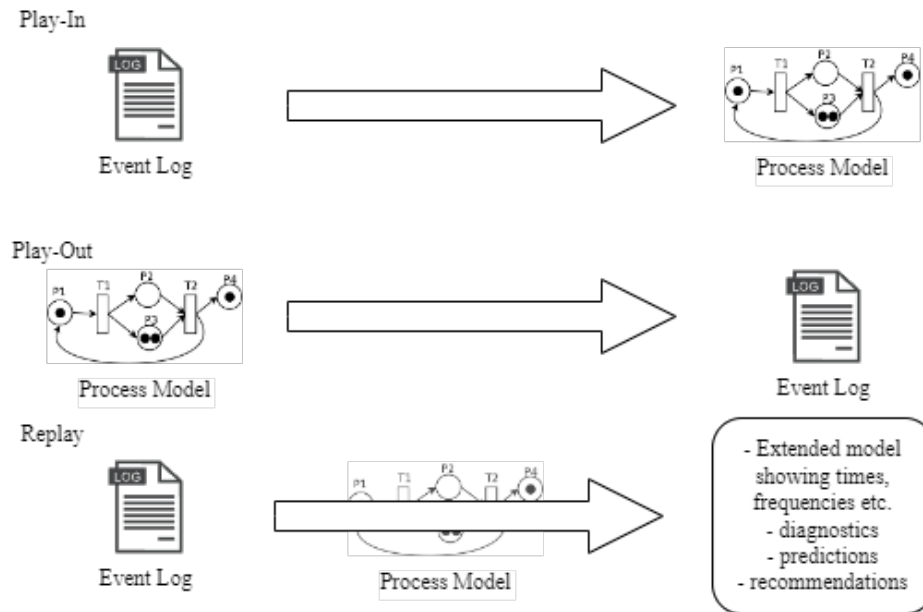 Play-In
LOG
Event Log
P1 T1 P2 T2 P4
P3
Process Model
Play-Out
P1 T1 P2 T2 P4
P3
Process Model
LOG
Event Log
Replay
LOG
Event Log
P1 T1 P2 T2 P4
Process Model
- Extended model
showing times,
frequencies etc.
- diagnostics
- predictions
- recommendations